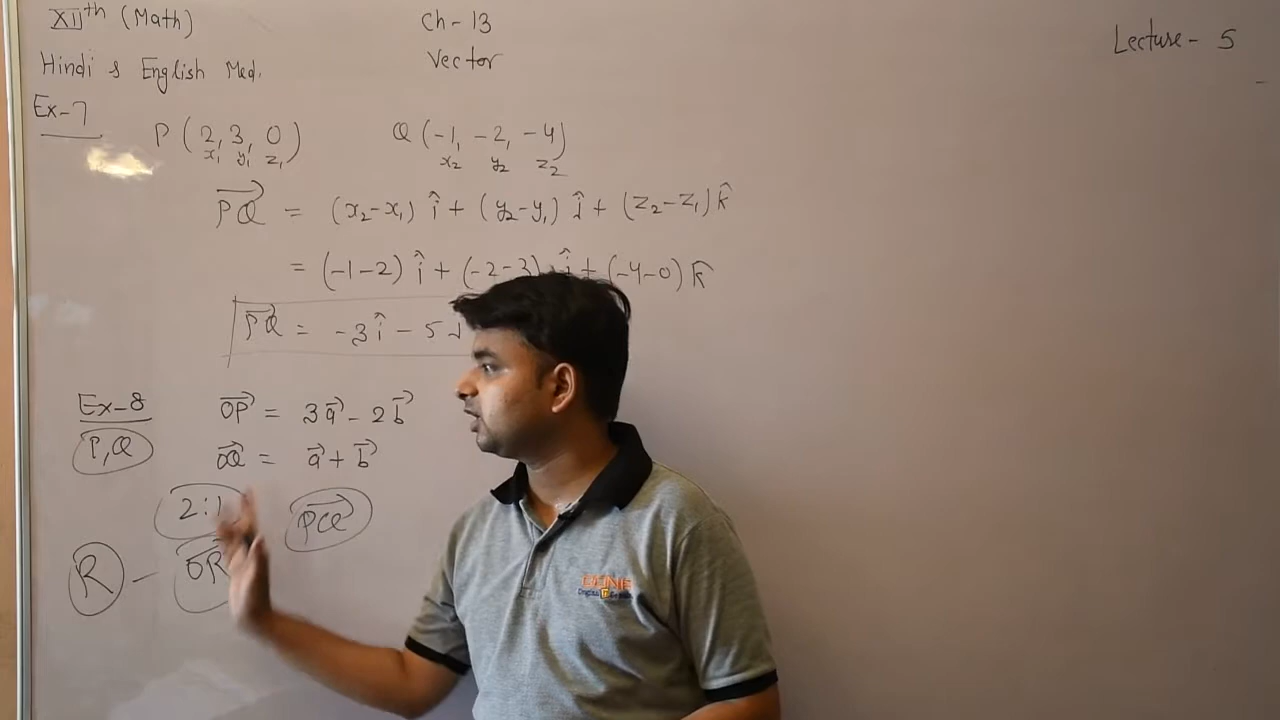 XIIth (Math)
Ch-13
Lecture-5
Hindi & English Med.
Vector
Ex-7
P(2, 3, 0)
Q(-1, -2, -4)
x₁ y₁ z₁
x₂ y₂ z₂
PQ⃗ = (x₂-x₁) î + (y₂-y₁) ĵ + (z₂-z₁) k̂
= (-1-2) î + (-2-3) ĵ + (-4-0) k̂
PQ⃗ = -3î - 5ĵ
Ex-8
OP⃗ = 3a⃗ - 2b⃗
P,Q
OQ⃗ = a⃗ + b⃗
2:1
PQ⃗
R - OR⃗